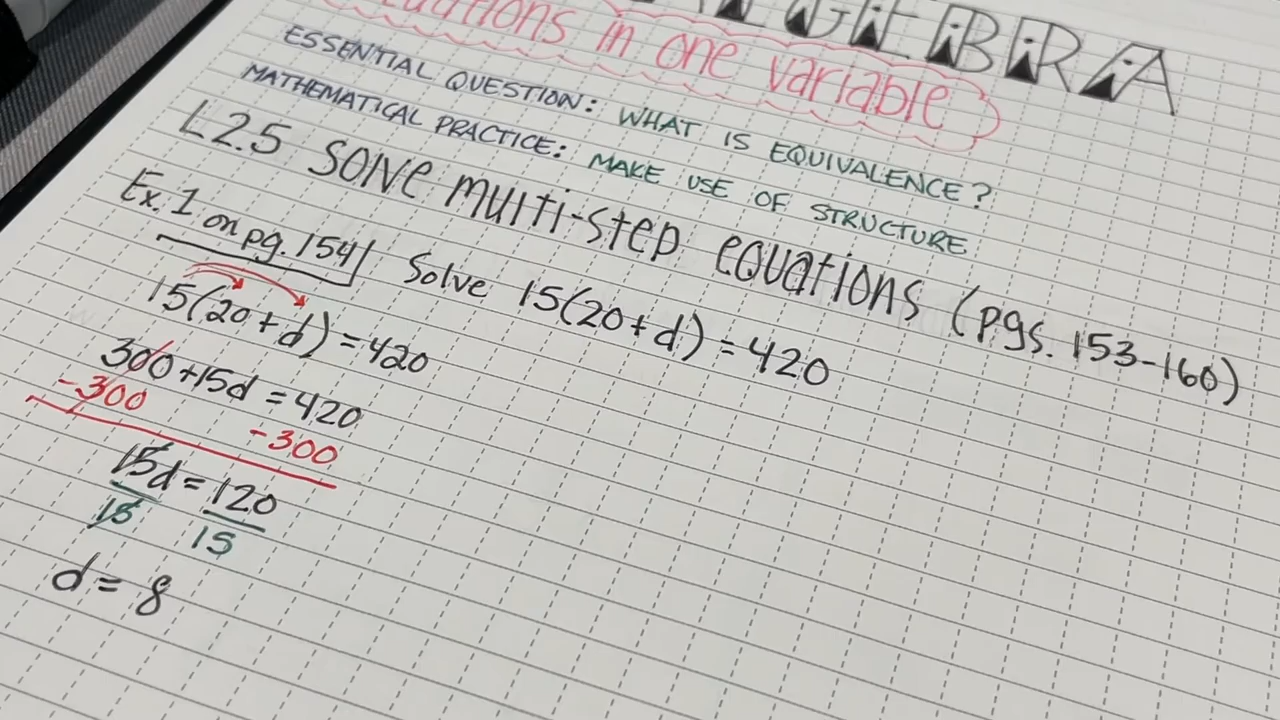 GEBRA
equations in one variable
ESSENTIAL QUESTION: WHAT IS EQUIVALENCE?
MATHEMATICAL PRACTICE: MAKE USE OF STRUCTURE
L 2.5 SOLVE MULTI-STEP EQUATIONS (pgs. 153-160)
Ex. 1 on pg. 154 Solve 15(20+d) = 420
15(20+d) = 420
300+15d = 420
-300 -300
15d = 120
15 15
d = 8